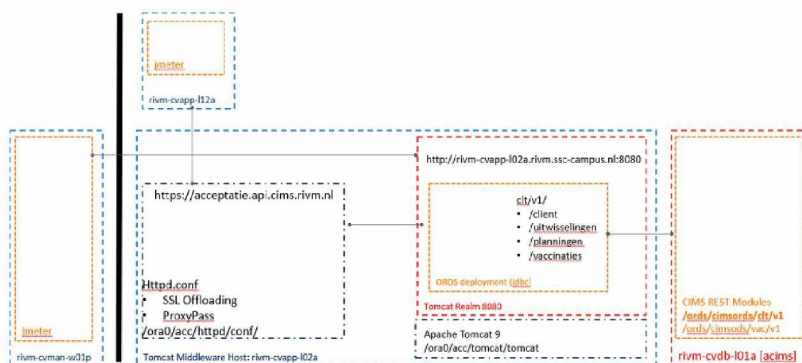 jmeter
rivm-cvapp-l12a
http://rivm-cvapp-l02a.rivm.ssc-campus.nl:8080
https://acceptatie.api.cims.rivm.nl
clt/v1/
• /client
• /uitwisselingen
• /planningen
• /vaccinaties
ORDS deployment (jdbc)
Httpd.conf
• SSL Offloading
• ProxyPass
/ora0/acc/httpd/conf/
Tomcat Realm 8080
Apache Tomcat 9
/ora0/acc/tomcat/tomcat
CIMS REST Modules
/ords/cimsords/clt/v1
/ords/cimsods/vac/v1
jmeter
rivm-cvman-w01p
Tomcat Middleware Host: rivm-cvapp-l02a
rivm-cvdb-l01a [acims]